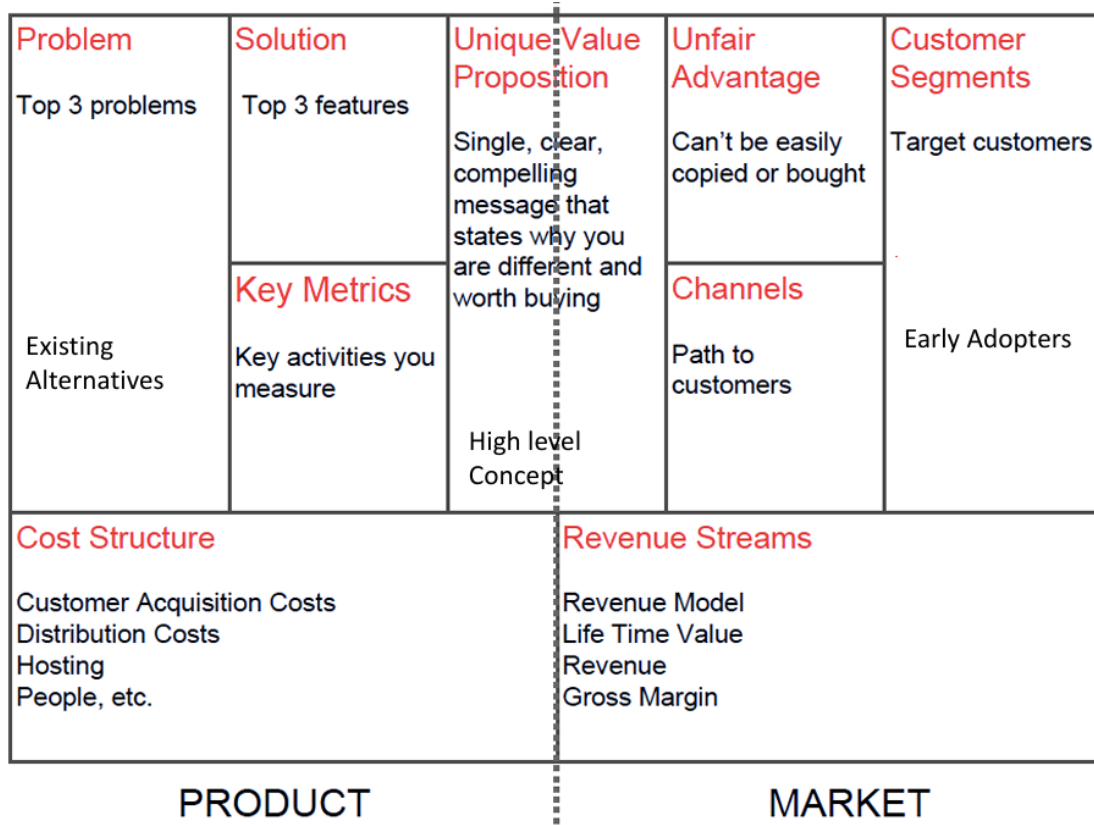 Problem
Top 3 problems
Existing
Alternatives
Solution
Top 3 features
Key Metrics
Key activities you
measure
Unique Value
Proposition
Single, clear,
compelling
message that
states why you
are different and
worth buying
High level
Concept
Unfair
Advantage
Can't be easily
copied or bought
Channels
Path to
customers
Customer
Segments
Target customers
Early Adopters
Cost Structure
Customer Acquisition Costs
Distribution Costs
Hosting
People, etc.
Revenue Streams
Revenue Model
Life Time Value
Revenue
Gross Margin
PRODUCT
MARKET